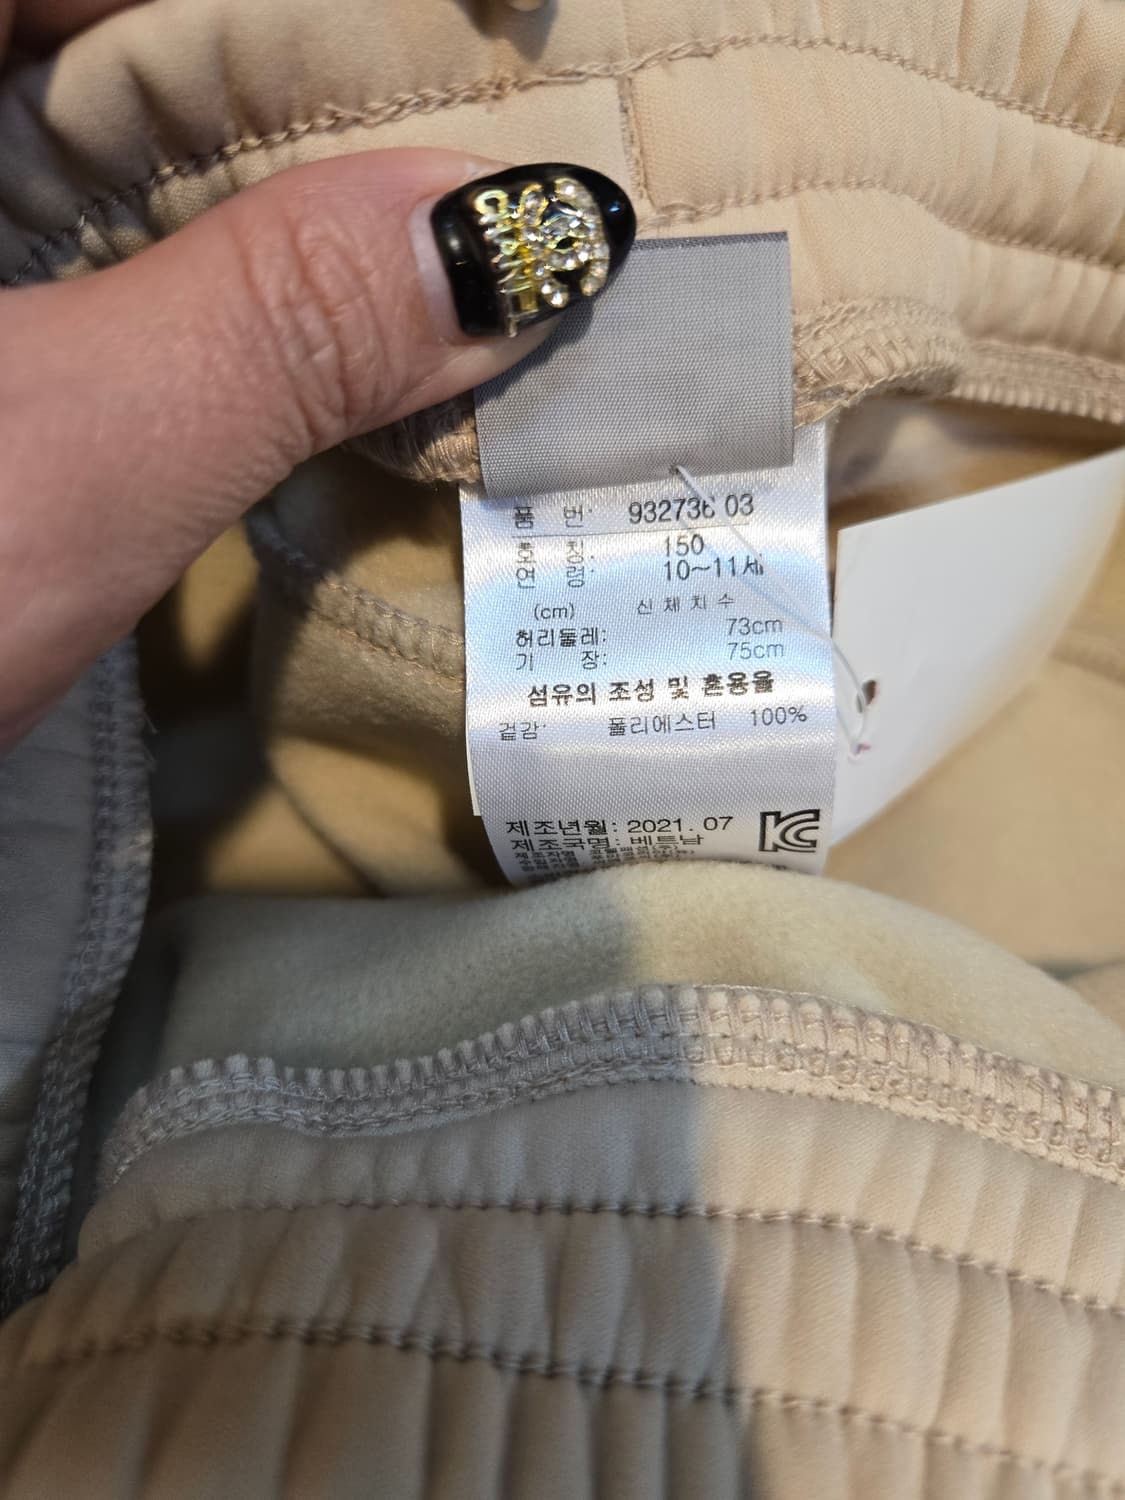 품 번: 932736 03
호 칭: 150
연 령: 10~11세
(cm) 신체치수
허리둘레: 73cm
기 장: 75cm
섬유의 조성 및 혼용율
겉감: 폴리에스터 100%
제조년월: 2021. 07
제조국명: 베트남